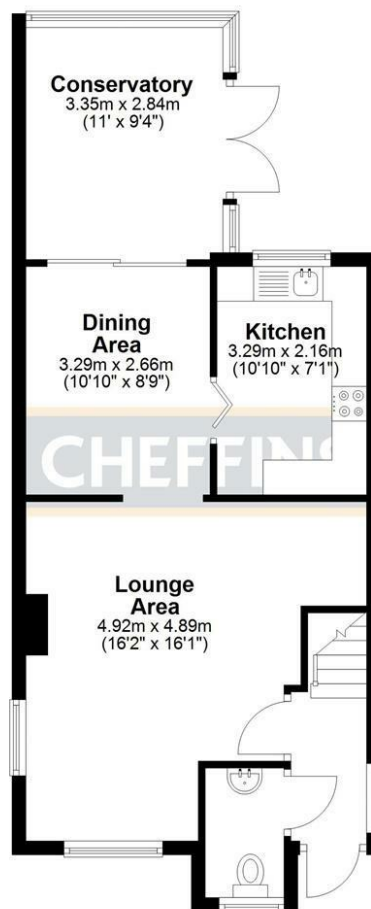 Conservatory
3.35m x 2.84m
(11' x 9'4")
Dining
Area
3.29m x 2.66m
(10'10" x 8'9")
Kitchen
3.29m x 2.16m
(10'10" x 7'1")
CHEFFINS
Lounge
Area
4.92m x 4.89m
(16'2" x 16'1")